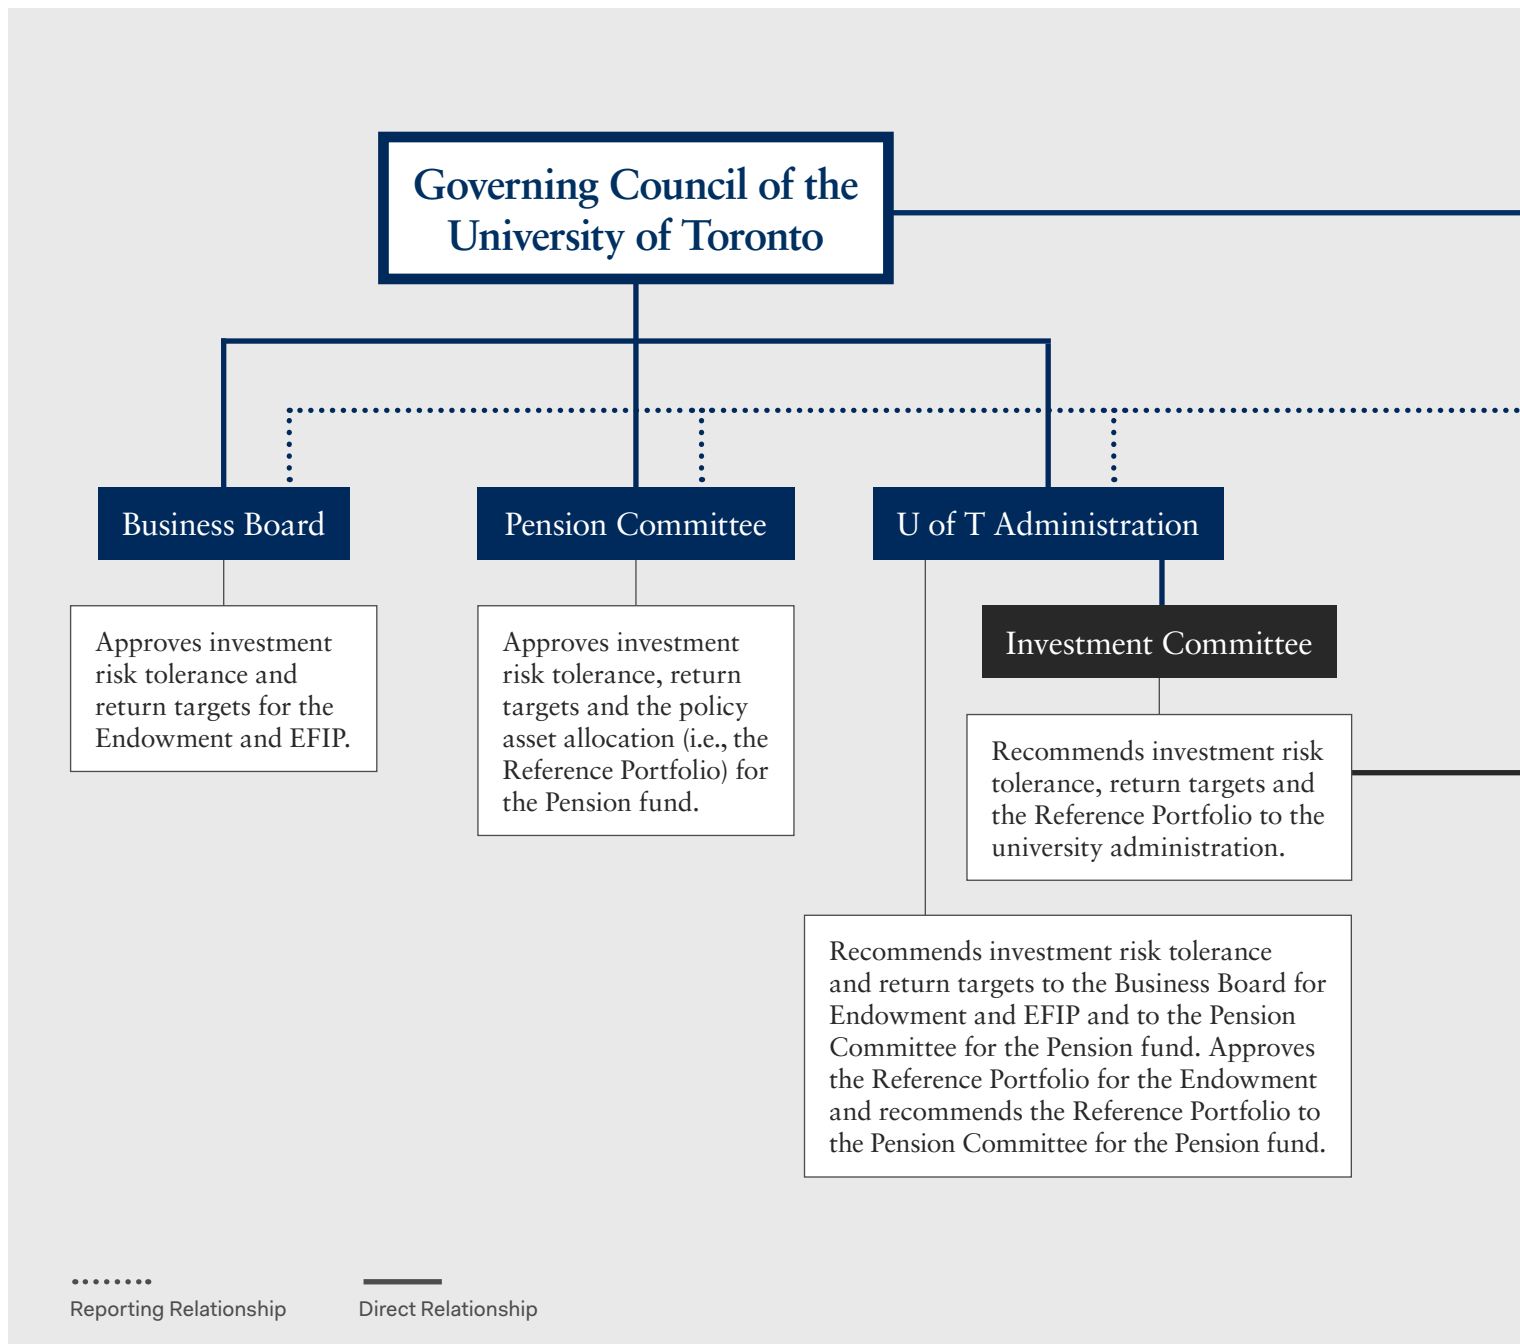 Governing Council of the
University of Toronto
Business Board
Pension Committee
U of T Administration
Approves investment
risk tolerance and
return targets for the
Endowment and EFIP.
Approves investment
risk tolerance, return
targets and the policy
asset allocation (i.e., the
Reference Portfolio) for
the Pension fund.
Investment Committee
Recommends investment risk
tolerance, return targets and
the Reference Portfolio to the
university administration.
Recommends investment risk tolerance
and return targets to the Business Board for
Endowment and EFIP and to the Pension
Committee for the Pension fund. Approves
the Reference Portfolio for the Endowment
and recommends the Reference Portfolio to
the Pension Committee for the Pension fund.
Reporting Relationship
Direct Relationship